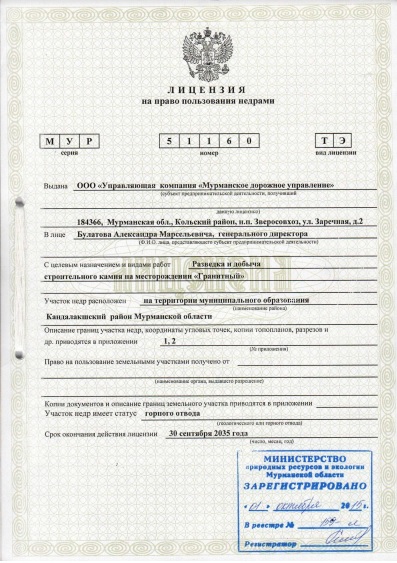 ЛИЦЕНЗИЯ
на право пользования недрами
М У Р 5 1 1 6 0 Т Э
серия номер вид лицензии
Выдана ООО «Управляющая компания «Мурманское дорожное управление»
(субъект предпринимательской деятельности, получивший
данную лицензию)
184366, Мурманская обл., Кольский район, н.п. Зверосовхоз, ул. Заречная, д.2
В лице Булатова Александра Марсельевича, генерального директора
(Ф.И.О. лица, представляющего субъект предпринимательской деятельности)
С целевым назначением и видами работ Разведка и добыча
строительного камня на месторождении «Гранитный»
Участок недр расположен на территории муниципального образования
(наименование района)
Кандалакшский район Мурманской области
Описание границ участка недр, координаты угловых точек, копии топопланов, разрезов и
др. приводятся в приложении 1, 2
(№ приложения)
Право на пользование земельными участками получено от
(наименование органа, выдавшего разрешение)
Копии документов и описание границ земельного участка приводятся в приложении
Участок недр имеет статус горного отвода
(геологического или горного отвода)
Срок окончания действия лицензии 30 сентября 2035 года
(число, месяц, год)
МИНИСТЕРСТВО
природных ресурсов и экологии
Мурманской области
ЗАРЕГИСТРИРОВАНО
«01» октября 2015г.
В реестре №
Регистратор